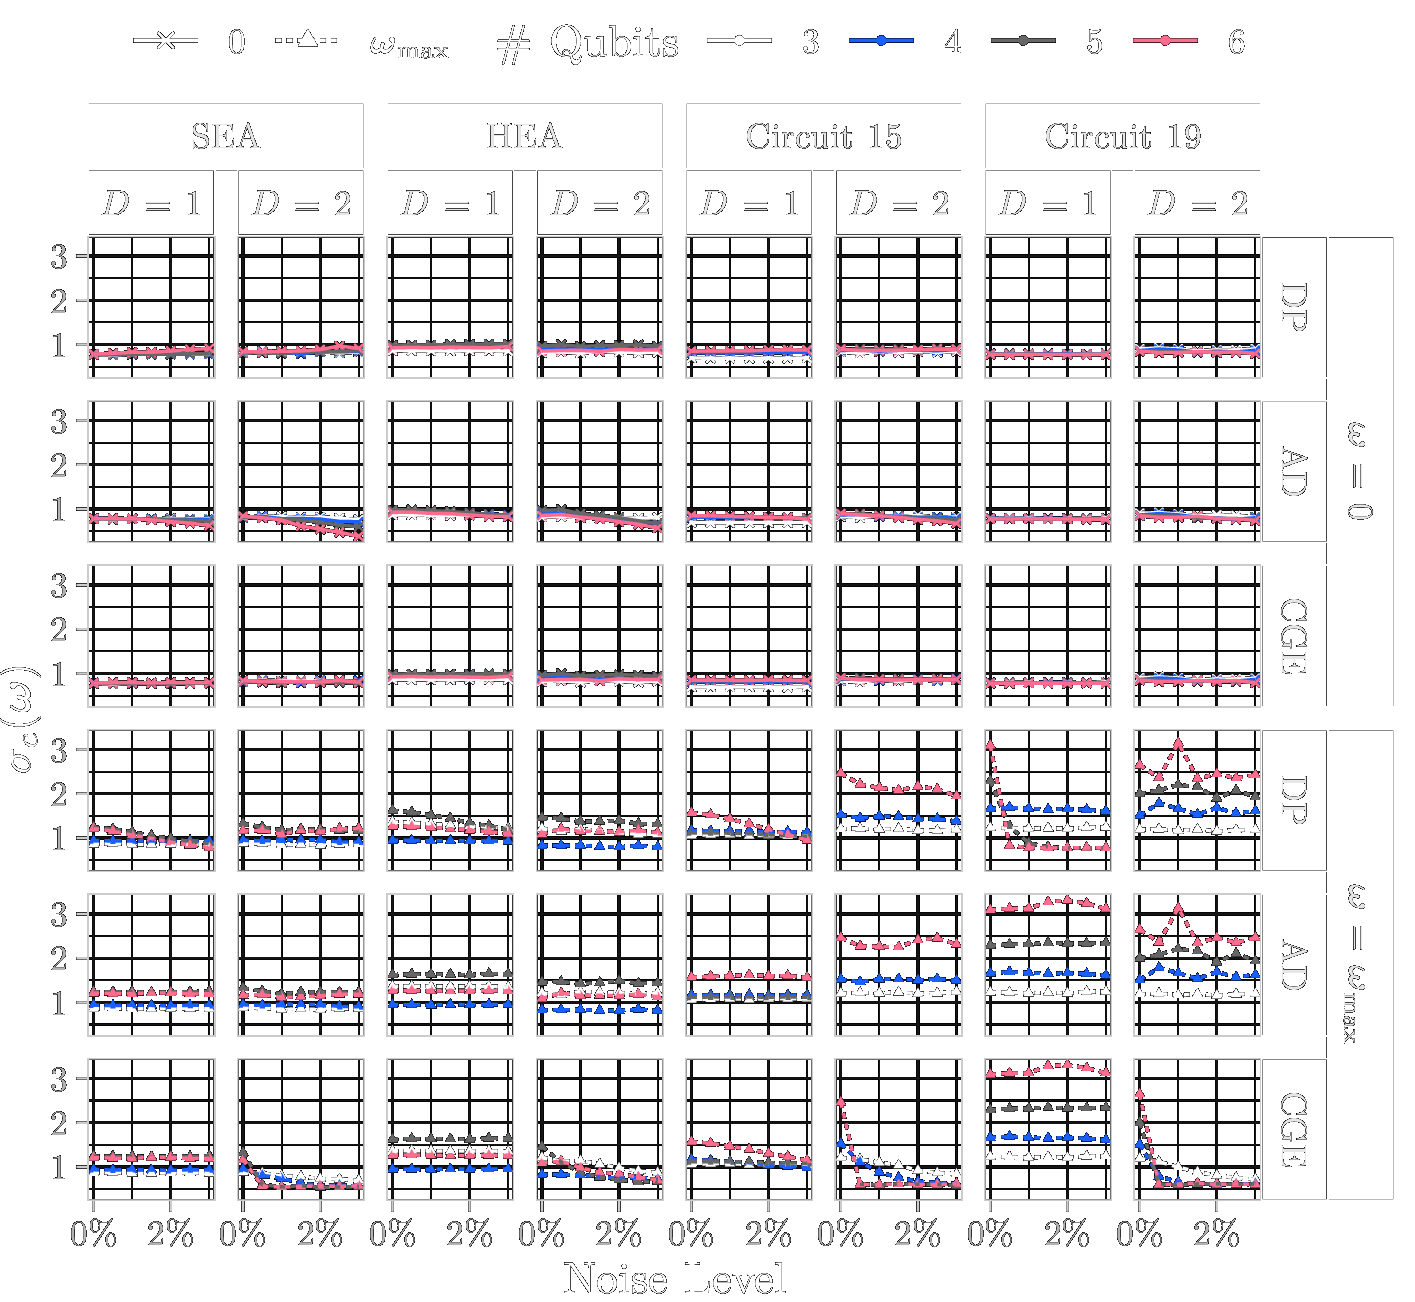 0 ω_max # Qubits 3 4 5 6
SEA HEA Circuit 15 Circuit 19
D = 1 D = 2 D = 1 D = 2 D = 1 D = 2 D = 1 D = 2
3
2
1
DP
3
2
1
AD
3
2
1
CGE
ω = 0
3
2
1
DP
3
2
1
AD
3
2
1
CGE
ω = ω_max
σ_c(ω)
0% 2% 0% 2% 0% 2% 0% 2% 0% 2% 0% 2% 0% 2% 0% 2%
Noise Level